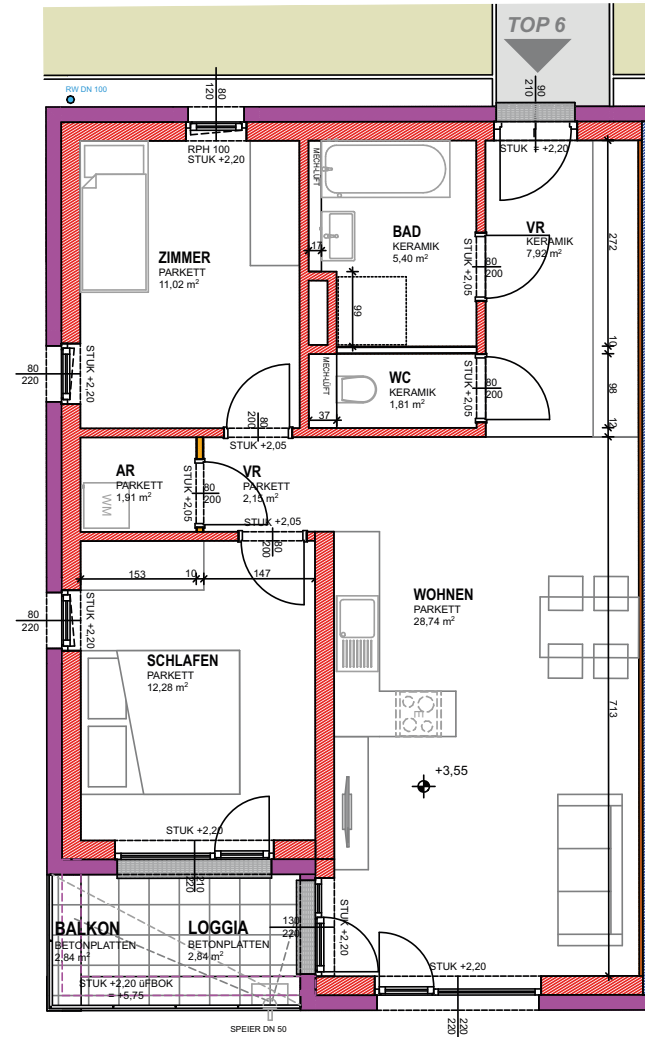 TOP 6
RW DN 100
80
120
90
210
RPH 100
STUK +2,20
STUK = +2,20
MECH-LÜFT
ZIMMER
PARKETT
11,02 m²
BAD
KERAMIK
5,40 m²
VR
KERAMIK
7,92 m²
272
17
STUK +2,05
80
200
99
10
80
220
STUK +2,20
MECH-LÜFT
WC
KERAMIK
1,81 m²
STUK +2,05
80
200
98
37
12
80
200
STUK +2,05
AR
PARKETT
1,91 m²
WM
STUK +2,05
80
200
VR
PARKETT
2,15 m²
STUK +2,05
80
200
153
10
147
80
220
STUK +2,20
WOHNEN
PARKETT
28,74 m²
SCHLAFEN
PARKETT
12,28 m²
E
713
+3,55
STUK +2,20
210
220
BALKON
BETONPLATTEN
2,84 m²
LOGGIA
BETONPLATTEN
2,84 m²
130
220
STUK +2,20
STUK +2,20 üFBOK
= +5,75
STUK +2,20
SPEIER DN 50
220
220